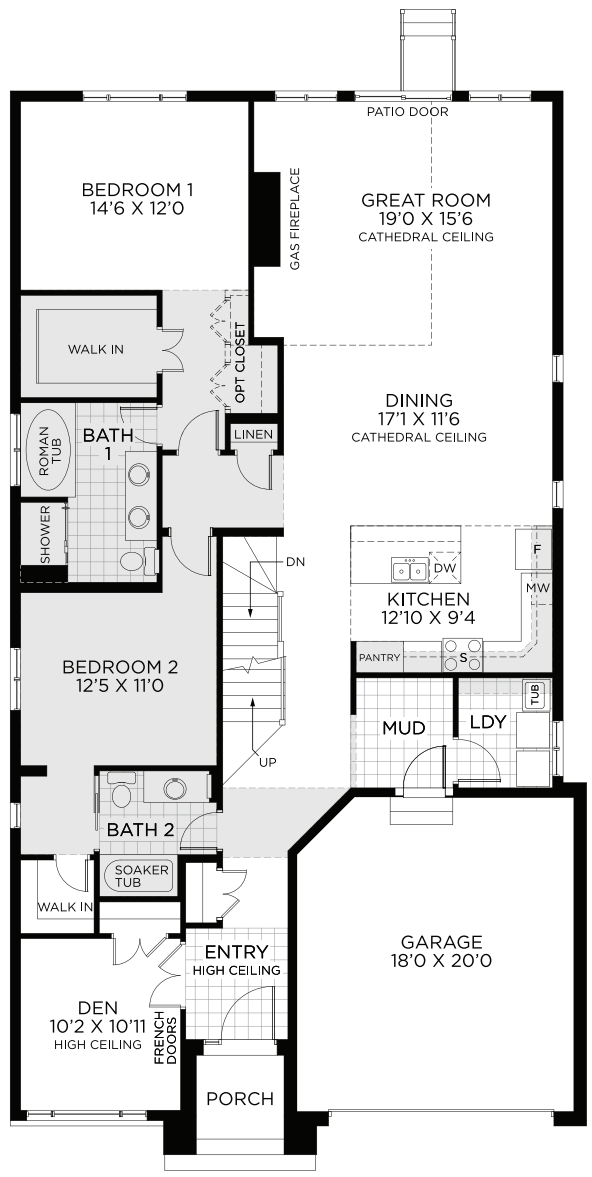 PATIO DOOR
BEDROOM 1
14'6 X 12'0
GAS FIREPLACE
GREAT ROOM
19'0 X 15'6
CATHEDRAL CEILING
WALK IN
OPT CLOSET
DINING
17'1 X 11'6
CATHEDRAL CEILING
ROMAN
TUB
BATH
1
LINEN
SHOWER
DN
F
DW
MW
KITCHEN
12'10 X 9'4
PANTRY
S
BEDROOM 2
12'5 X 11'0
MUD
LDY
TUB
UP
BATH 2
SOAKER
TUB
WALK IN
ENTRY
HIGH CEILING
GARAGE
18'0 X 20'0
DEN
10'2 X 10'11
HIGH CEILING
FRENCH
DOORS
PORCH